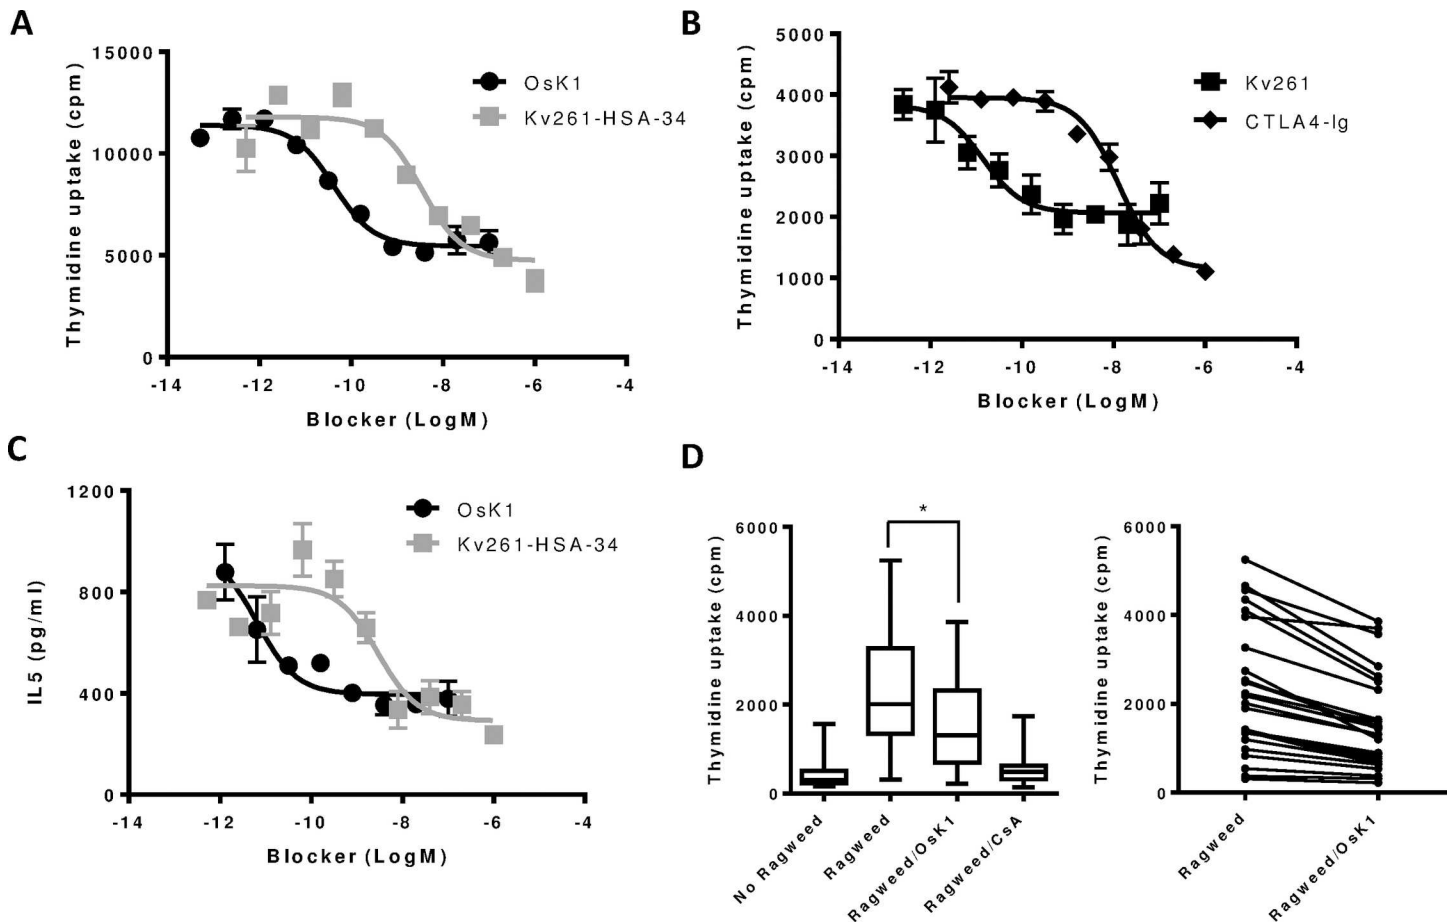 A
15000
10000
5000
0
Thymidine uptake (cpm)
-14 -12 -10 -8 -6 -4
Blocker (LogM)
OsK1
Kv261-HSA-34
B
5000
4000
3000
2000
1000
0
Thymidine uptake (cpm)
-14 -12 -10 -8 -6 -4
Blocker (LogM)
Kv261
CTLA4-Ig
C
1200
800
400
0
IL5 (pg/ml)
-14 -12 -10 -8 -6 -4
Blocker (LogM)
OsK1
Kv261-HSA-34
D
6000
4000
2000
0
Thymidine uptake (cpm)
*
No Ragweed
Ragweed
Ragweed/OsK1
Ragweed/CsA
6000
4000
2000
0
Thymidine uptake (cpm)
Ragweed
Ragweed/OsK1